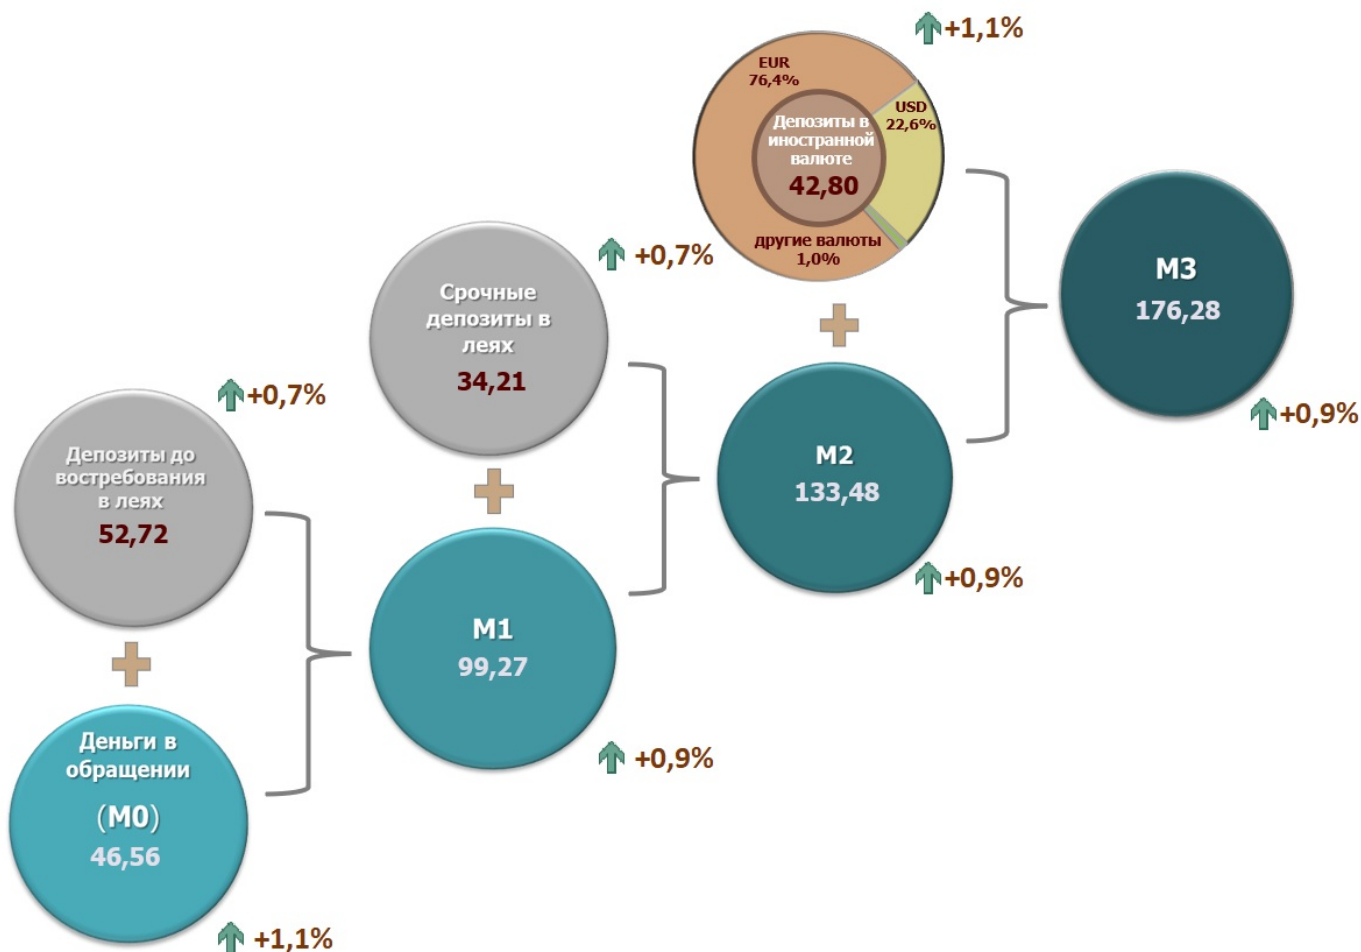 +1,1%
EUR
76,4%
USD
22,6%
Депозиты в
иностранной
валюте
42,80
другие валюты
1,0%
+0,7%
Срочные
депозиты в
леях
34,21
M3
176,28
+0,9%
+0,7%
Депозиты до
востребования
в леях
52,72
M2
133,48
+0,9%
M1
99,27
+0,9%
Деньги в
обращении
(M0)
46,56
+1,1%